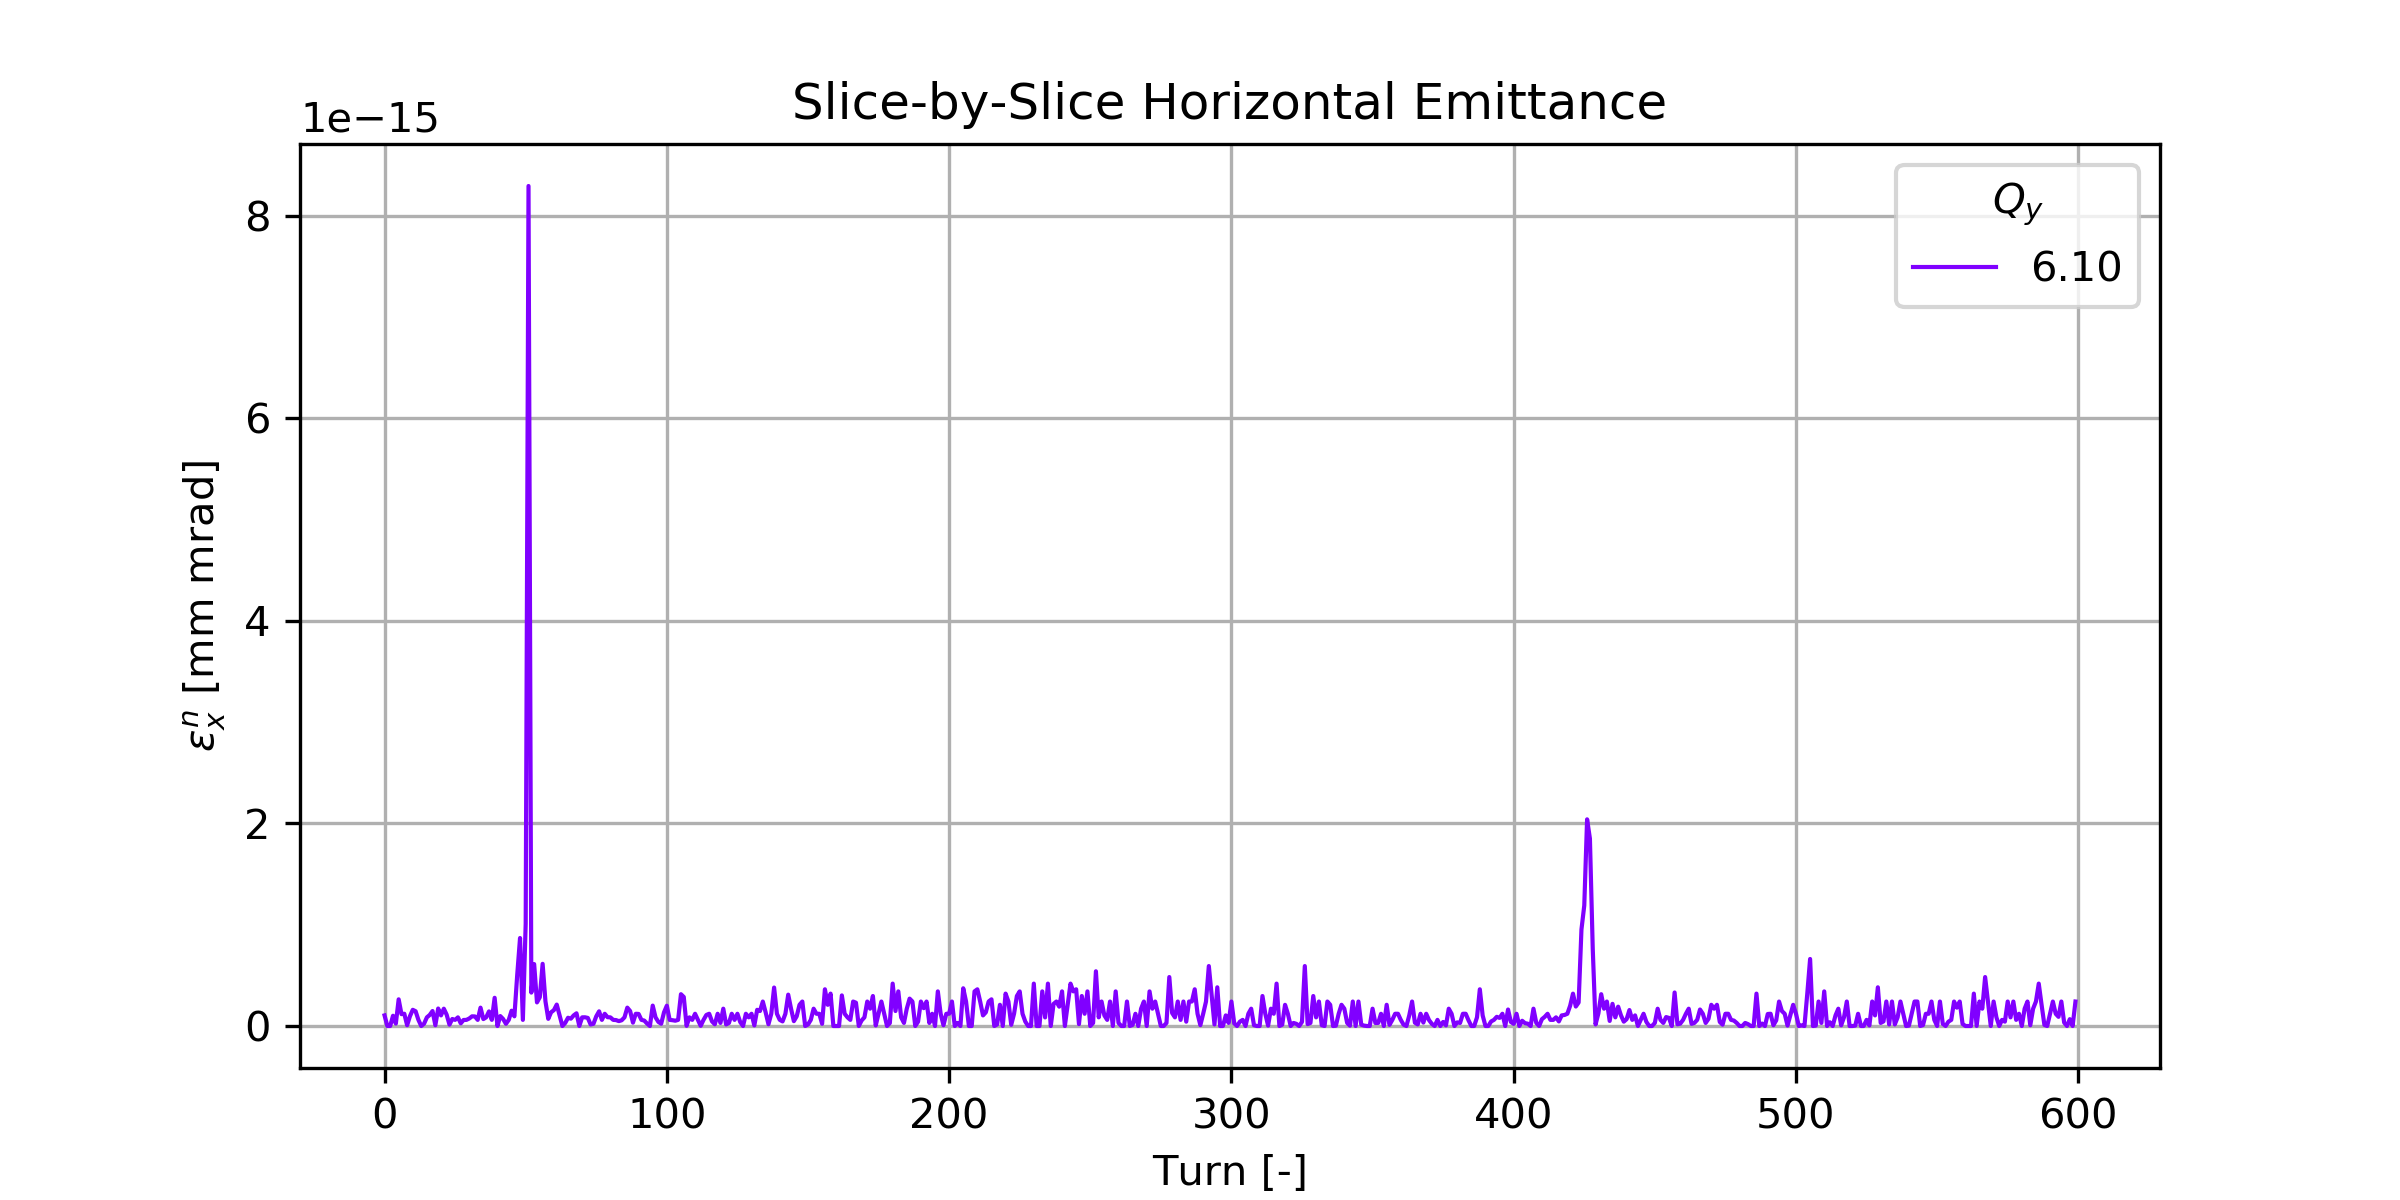 Slice-by-Slice Horizontal Emittance
1e−15
8
6
4
2
0
εₓⁿ [mm mrad]
Q_y
6.10
0 100 200 300 400 500 600
Turn [-]